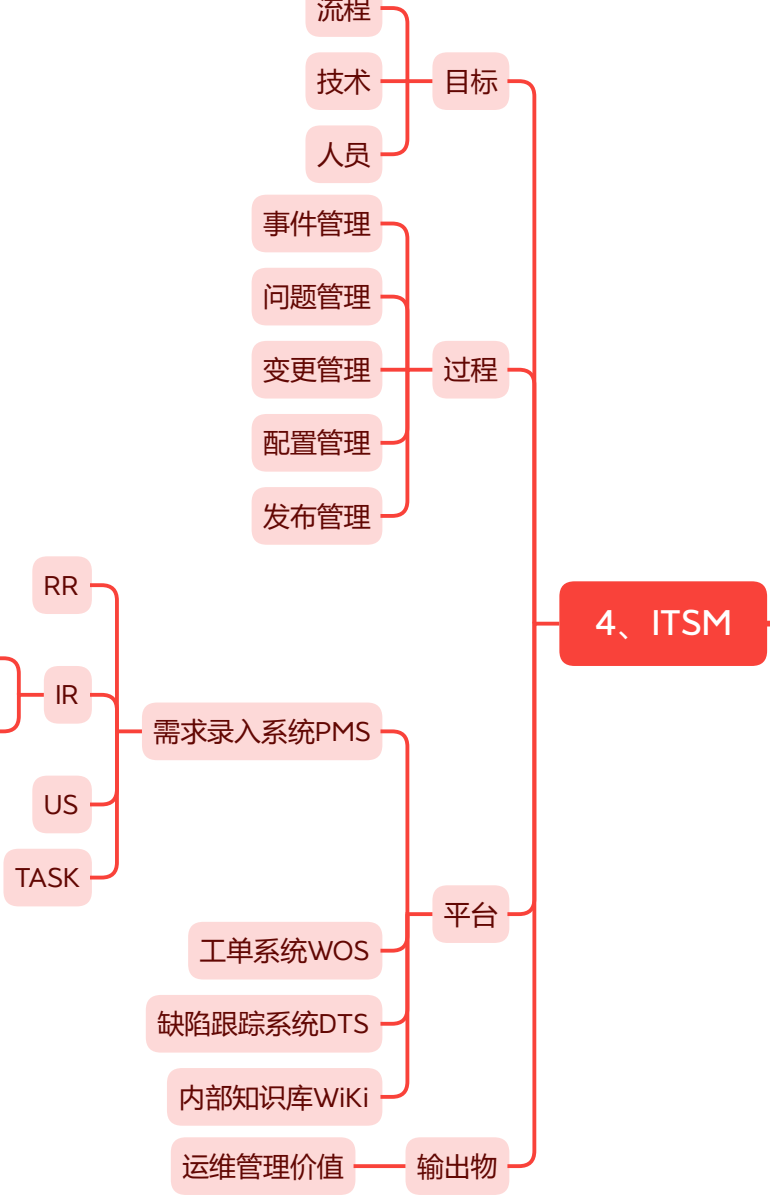 流程
技术
目标
人员
事件管理
问题管理
变更管理
过程
配置管理
发布管理
RR
4、ITSM
IR
需求录入系统PMS
US
TASK
平台
工单系统WOS
缺陷跟踪系统DTS
内部知识库WiKi
运维管理价值
输出物